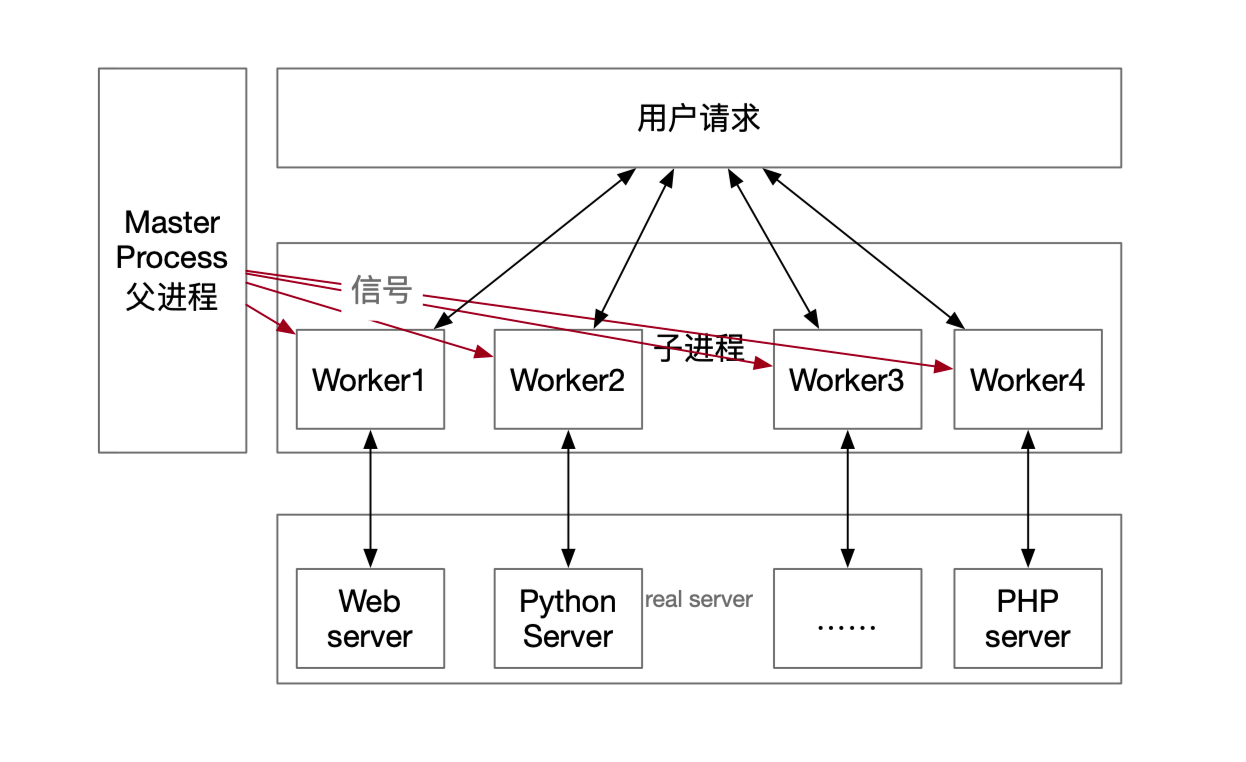 用户请求
Master
Process
父进程
信号
子进程
Worker1
Worker2
Worker3
Worker4
Web
server
Python
Server
real server
......
PHP
server